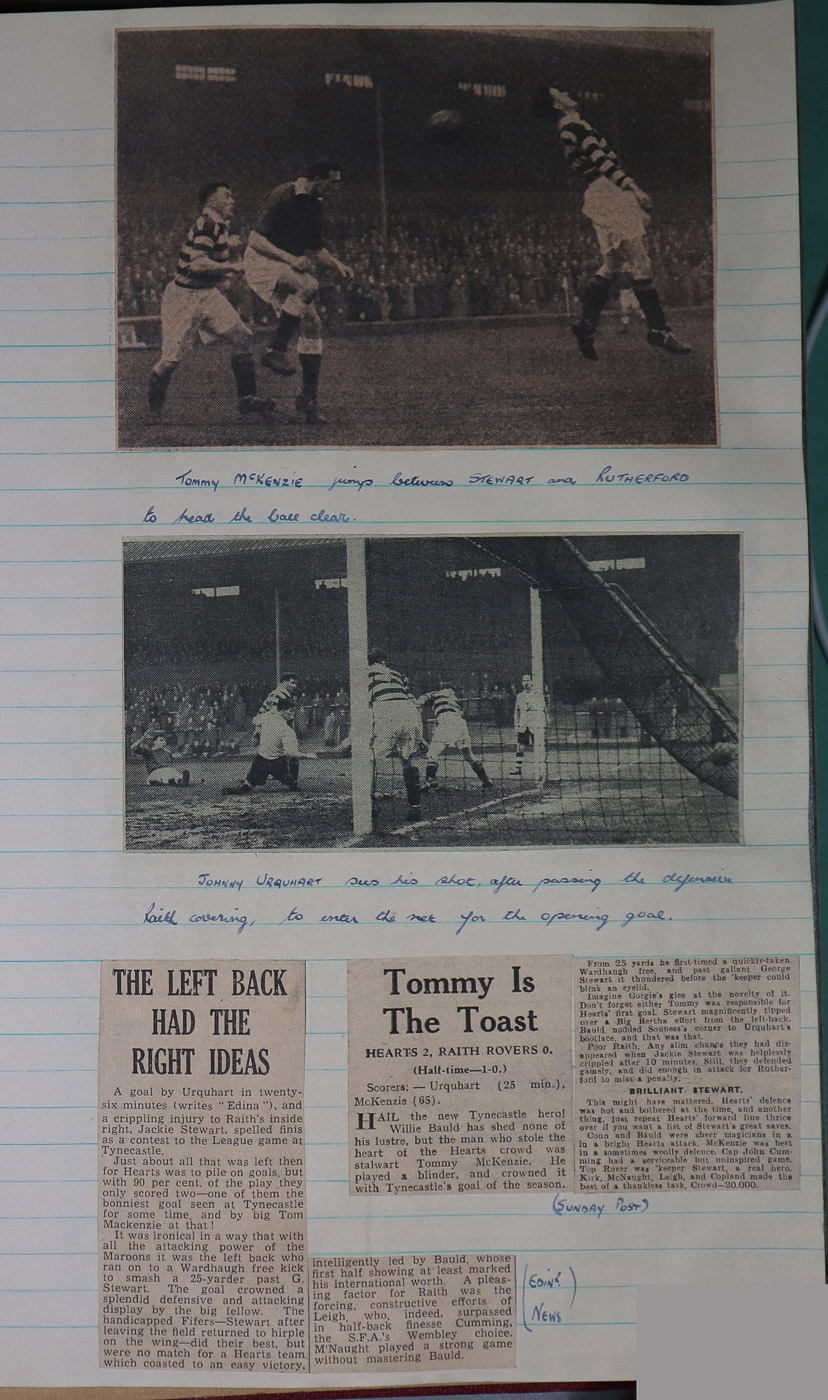 Tommy McKENZIE jumps between STEWART and RUTHERFORD
to head the ball clear.
JOHNNY URQUHART sees his shot, after passing the defensive
Raith covering, to enter the net for the opening goal.
THE LEFT BACK
HAD THE
RIGHT IDEAS
A goal by Urquhart in twenty-
six minutes (writes "Edina"), and
a crippling injury to Raith's inside
right, Jackie Stewart, spelled finis
as a contest to the League game at
Tynecastle.
Just about all that was left then
for Hearts was to pile on goals, but
with 90 per cent. of the play they
only scored two—one of them the
bonniest goal seen at Tynecastle
for some time, and by big Tom
Mackenzie at that!
It was ironical in a way that with
all the attacking power of the
Maroons it was the left back who
ran on to a Wardhaugh free kick
to smash a 25-yarder past G.
Stewart. The goal crowned a
splendid defensive and attacking
display by the big fellow. The
handicapped Fifers—Stewart after
leaving the field returned to hirple
on the wing—did their best, but
were no match for a Hearts team
which coasted to an easy victory,
intelligently led by Bauld, whose
first half showing at least marked
his international worth. A pleas-
ing factor for Raith was the
forcing, constructive efforts of
Leigh, who, indeed, surpassed
in half-back finesse Cumming,
the S.F.A.'s Wembley choice.
M'Naught played a strong game
without mastering Bauld.
(EDIN'
NEWS)
Tommy Is
The Toast
HEARTS 2, RAITH ROVERS 0.
(Half-time—1-0.)
Scorers: — Urquhart (25 min.),
McKenzie (65).
HAIL the new Tynecastle hero!
Willie Bauld has shed none of
his lustre, but the man who stole the
heart of the Hearts crowd was
stalwart Tommy McKenzie. He
played a blinder, and crowned it
with Tynecastle's goal of the season.
From 25 yards he first-timed a quickly-taken
Wardhaugh free, and past gallant George
Stewart it thundered before the 'keeper could
blink an eyelid.
Imagine Gorgie's glee at the novelty of it.
Don't forget either Tommy was responsible for
Hearts' first goal. Stewart magnificently tipped
over a Big Bertha effort from the left-back.
Bauld nodded Souness's corner to Urquhart's
bootlace, and that was that.
Poor Raith. Any slim chance they had dis-
appeared when Jackie Stewart was helplessly
crippled after 10 minutes. Still, they defended
gamely, and did enough in attack for Ruther-
ford to miss a penalty.
BRILLIANT STEWART.
This might have mattered. Hearts' defence
was hot and bothered at the time, and another
thing, just repeat Hearts' forward line thrice
over if you want a list of Stewart's great saves.
Conn and Bauld were sheer magicians in a
in a bright Hearts attack. McKenzie was best
in a sometimes woolly defence. Cap John Cum-
ming had a serviceable but uninspired game.
Top Rover was 'keeper Stewart, a real hero.
Kirk, McNaught, Leigh, and Copland made the
best of a thankless task. Crowd—20,000.
(SUNDAY POST)